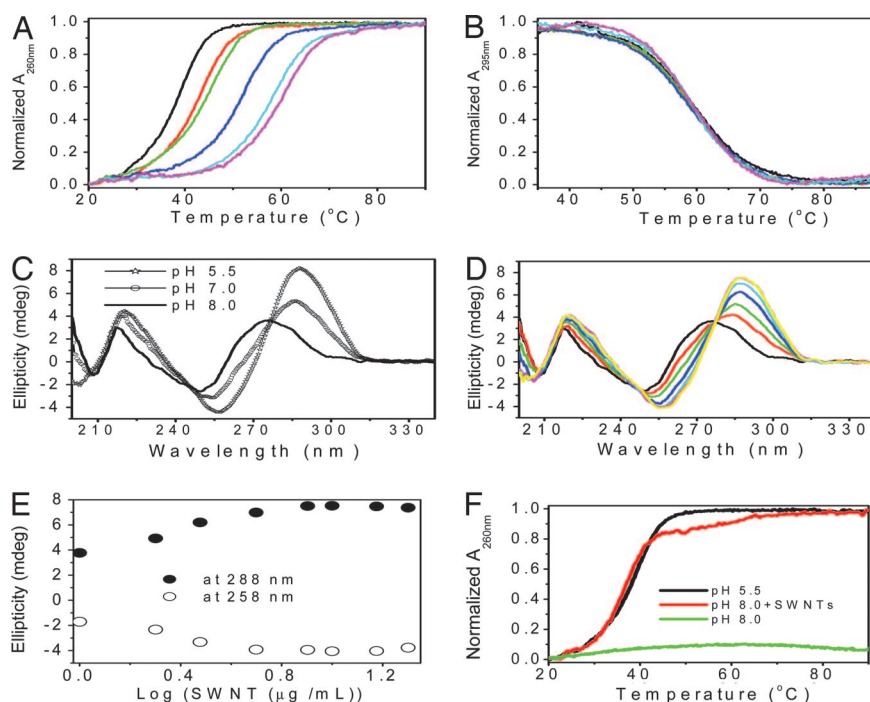 A
Normalized A260nm
1.0
0.8
0.6
0.4
0.2
0.0
20 40 60 80
Temperature (°C)
B
Normalized A295nm
1.0
0.8
0.6
0.4
0.2
0.0
40 50 60 70 80
Temperature (°C)
C
Ellipticity (mdeg)
8
6
4
2
0
-2
-4
pH 5.5
pH 7.0
pH 8.0
210 240 270 300 330
Wavelength (nm)
D
Ellipticity (mdeg)
8
6
4
2
0
-2
-4
210 240 270 300 330
Wavelength (nm)
E
Ellipticity (mdeg)
8
6
4
2
0
-2
-4
at 288 nm
at 258 nm
0.0 0.4 0.8 1.2
Log (SWNT (µg /mL))
F
Normalized A260nm
1.0
0.8
0.6
0.4
0.2
0.0
pH 5.5
pH 8.0+SWNTs
pH 8.0
20 40 60 80
Temperature (°C)